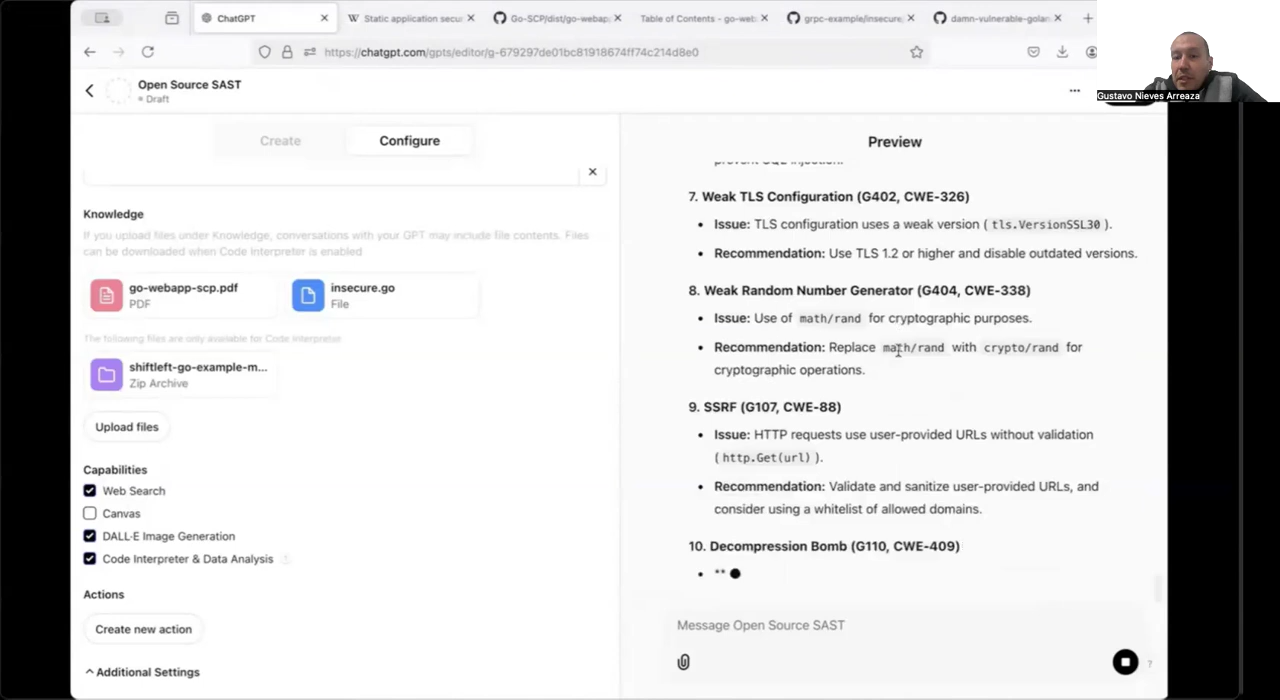 ChatGPT
Static application secu
Go-SCP/dist/go-webap
Table of Contents - go-web
grpc-example/insecure
damn-vulnerable-golan
https://chatgpt.com/gpts/editor/g-679297de01bc81918674ff74c214d8e0
Gustavo Nieves Arreaza
Open Source SAST
Draft
Create
Configure
Knowledge
If you upload files under Knowledge, conversations with your GPT may include file contents. Files
can be downloaded when Code Interpreter is enabled
go-webapp-scp.pdf
PDF
insecure.go
File
The following files are only available for Code Interpreter
shiftleft-go-example-m...
Zip Archive
Upload files
Capabilities
Web Search
Canvas
DALL·E Image Generation
Code Interpreter & Data Analysis
Actions
Create new action
Additional Settings
Preview
prevent SQL injection.
7. Weak TLS Configuration (G402, CWE-326)
• Issue: TLS configuration uses a weak version ( tls.VersionSSL30 ).
• Recommendation: Use TLS 1.2 or higher and disable outdated versions.
8. Weak Random Number Generator (G404, CWE-338)
• Issue: Use of math/rand for cryptographic purposes.
• Recommendation: Replace math/rand with crypto/rand for
cryptographic operations.
9. SSRF (G107, CWE-88)
• Issue: HTTP requests use user-provided URLs without validation
( http.Get(url) ).
• Recommendation: Validate and sanitize user-provided URLs, and
consider using a whitelist of allowed domains.
10. Decompression Bomb (G110, CWE-409)
• **
Message Open Source SAST
?